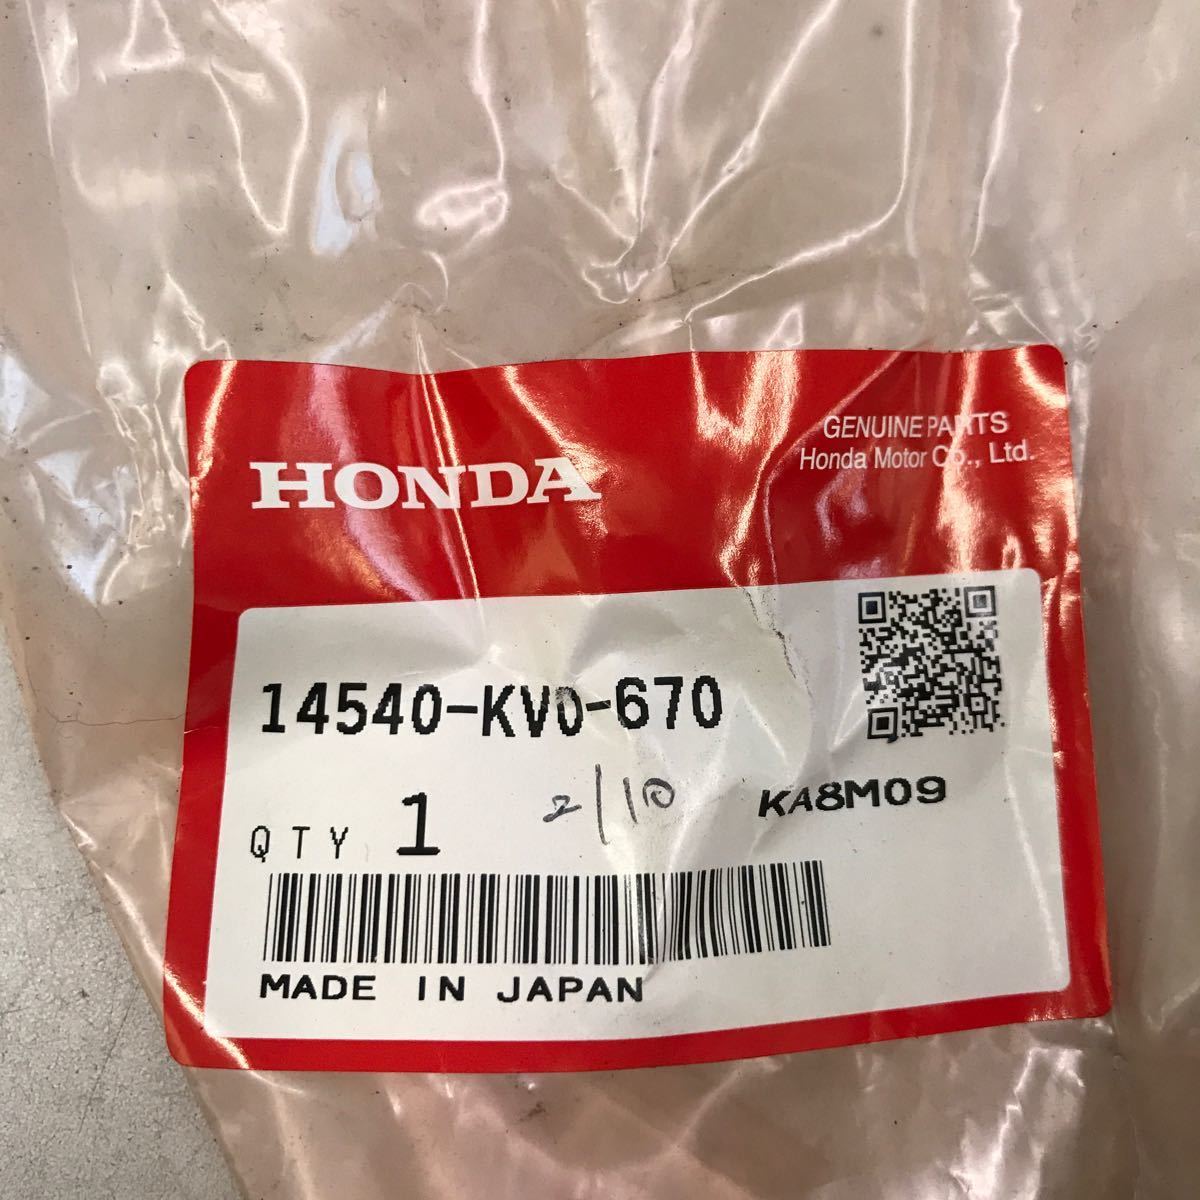 HONDA
GENUINE PARTS
Honda Motor Co., Ltd.
14540-KV0-670
QTY 1
2/10
KA8M09
MADE IN JAPAN